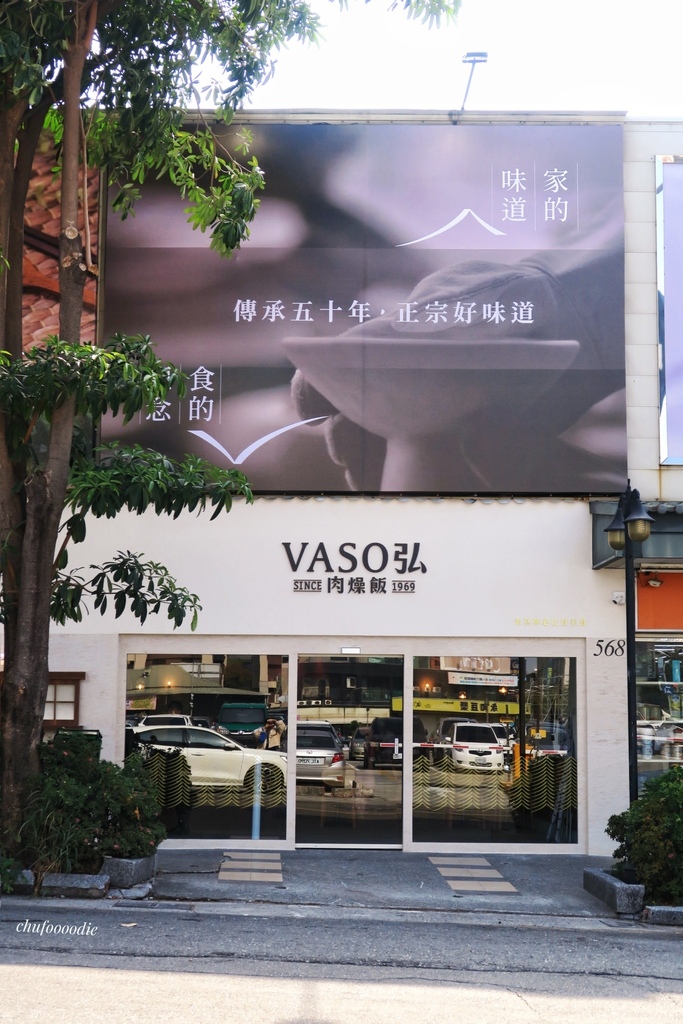 家的
味道
傳承五十年,正宗好味道
食的
念
VASO弘
SINCE 肉燥飯 1969
568
chufoooodie